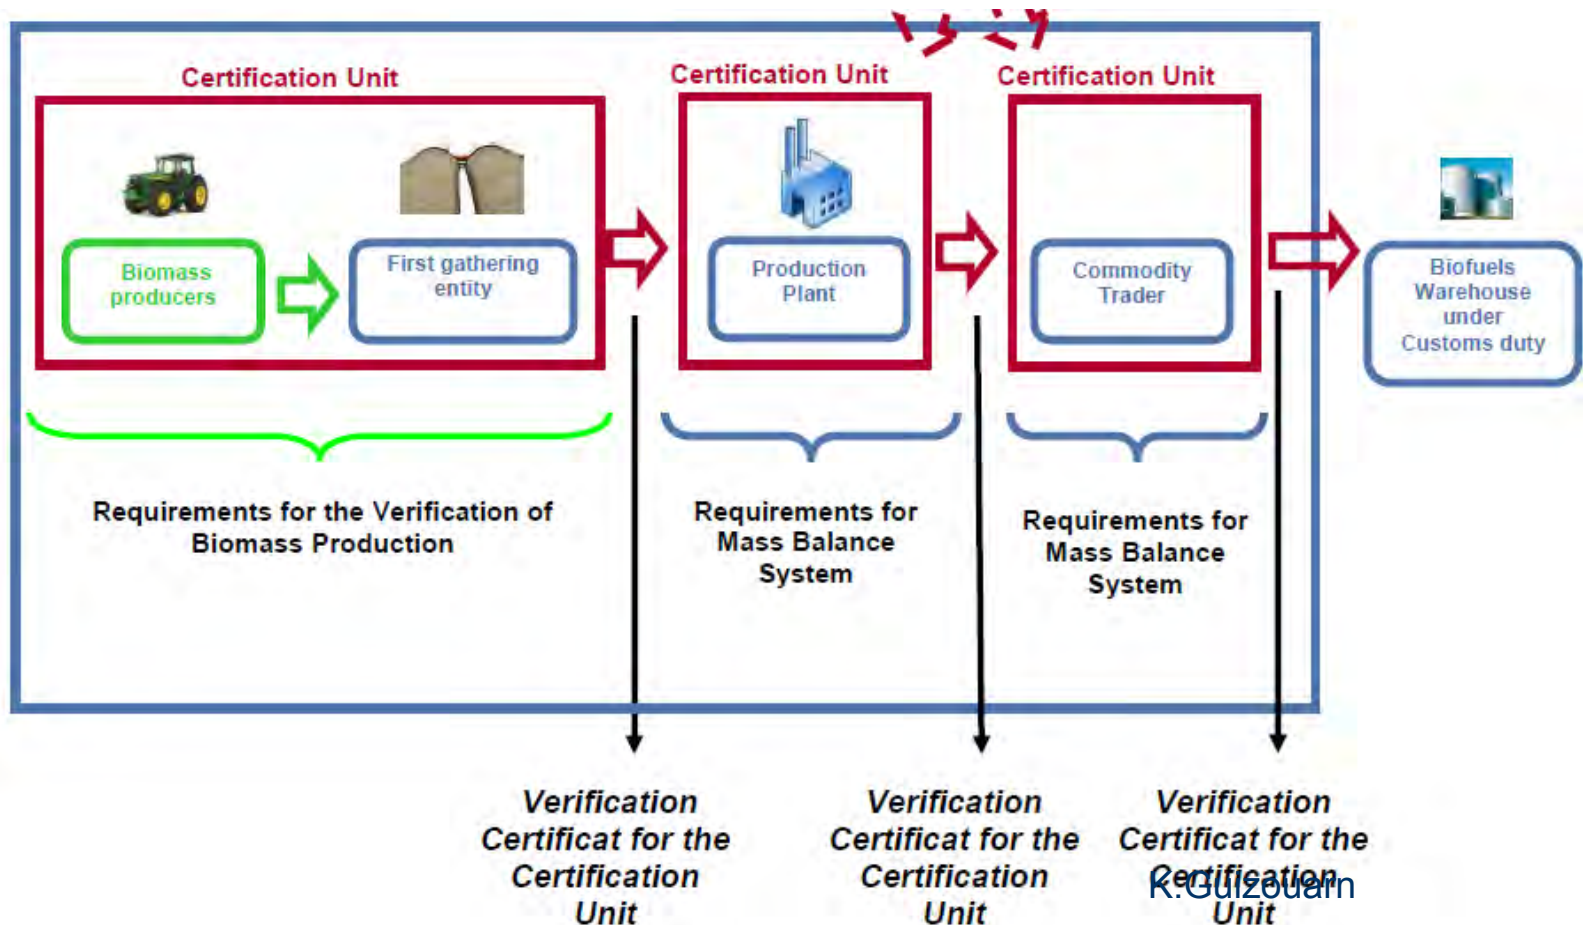 Certification Unit
Certification Unit
Certification Unit
Biomass
producers
First gathering
entity
Production
Plant
Commodity
Trader
Biofuels
Warehouse
under
Customs duty
Requirements for the Verification of
Biomass Production
Requirements for
Mass Balance
System
Requirements for
Mass Balance
System
Verification
Certificat for the
Certification
Unit
Verification
Certificat for the
Certification
Unit
Verification
Certificat for the
Certification
Unit
K.Guizouarn